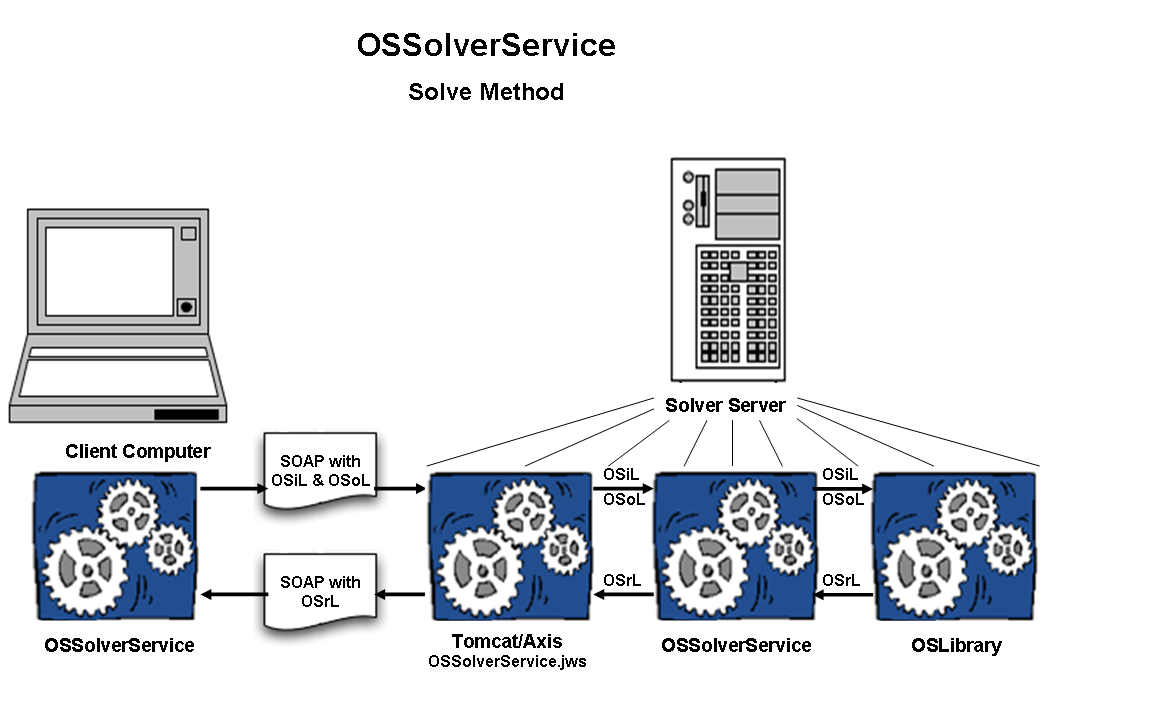 OSSolverService
Solve Method
Solver Server
Client Computer
SOAP with
OSiL & OSoL
OSiL
OSoL
OSiL
OSoL
SOAP with
OSrL
OSrL
OSrL
OSSolverService
Tomcat/Axis
OSSolverService.jws
OSSolverService
OSLibrary